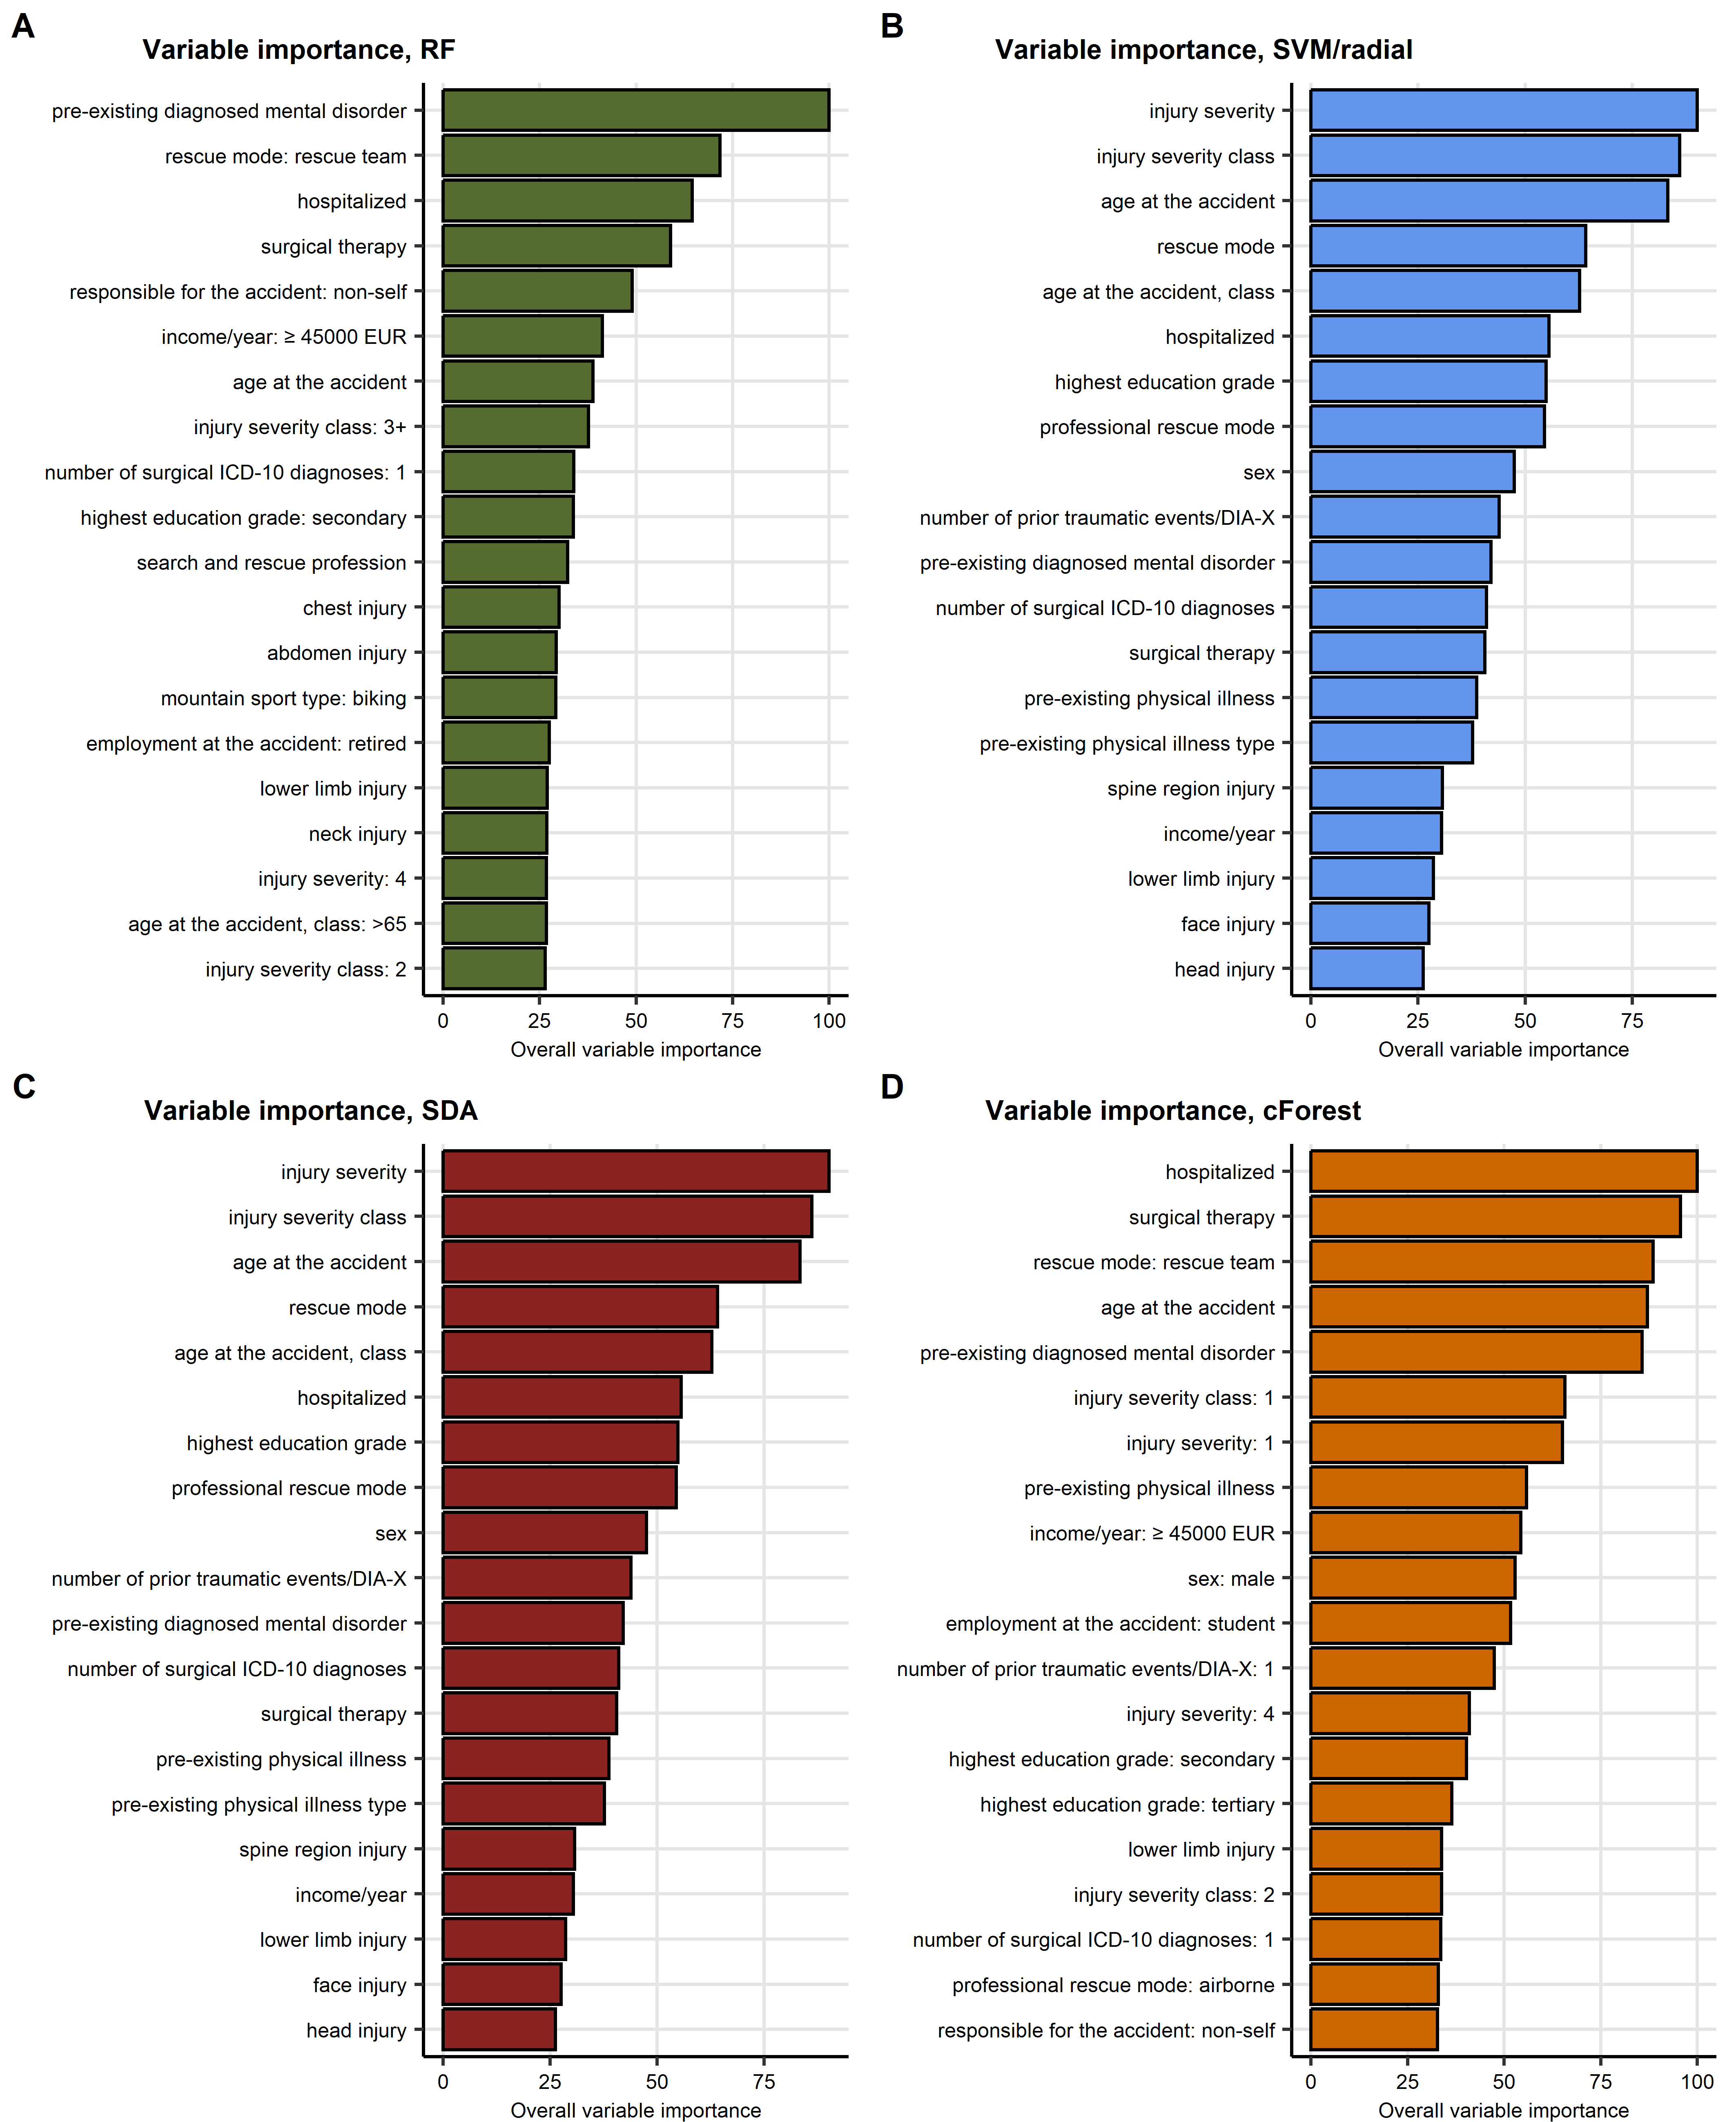 A
Variable importance, RF
pre-existing diagnosed mental disorder
rescue mode: rescue team
hospitalized
surgical therapy
responsible for the accident: non-self
income/year: ≥ 45000 EUR
age at the accident
injury severity class: 3+
number of surgical ICD-10 diagnoses: 1
highest education grade: secondary
search and rescue profession
chest injury
abdomen injury
mountain sport type: biking
employment at the accident: retired
lower limb injury
neck injury
injury severity: 4
age at the accident, class: >65
injury severity class: 2
0 25 50 75 100
Overall variable importance
B
Variable importance, SVM/radial
injury severity
injury severity class
age at the accident
rescue mode
age at the accident, class
hospitalized
highest education grade
professional rescue mode
sex
number of prior traumatic events/DIA-X
pre-existing diagnosed mental disorder
number of surgical ICD-10 diagnoses
surgical therapy
pre-existing physical illness
pre-existing physical illness type
spine region injury
income/year
lower limb injury
face injury
head injury
0 25 50 75
Overall variable importance
C
Variable importance, SDA
injury severity
injury severity class
age at the accident
rescue mode
age at the accident, class
hospitalized
highest education grade
professional rescue mode
sex
number of prior traumatic events/DIA-X
pre-existing diagnosed mental disorder
number of surgical ICD-10 diagnoses
surgical therapy
pre-existing physical illness
pre-existing physical illness type
spine region injury
income/year
lower limb injury
face injury
head injury
0 25 50 75
Overall variable importance
D
Variable importance, cForest
hospitalized
surgical therapy
rescue mode: rescue team
age at the accident
pre-existing diagnosed mental disorder
injury severity class: 1
injury severity: 1
pre-existing physical illness
income/year: ≥ 45000 EUR
sex: male
employment at the accident: student
number of prior traumatic events/DIA-X: 1
injury severity: 4
highest education grade: secondary
highest education grade: tertiary
lower limb injury
injury severity class: 2
number of surgical ICD-10 diagnoses: 1
professional rescue mode: airborne
responsible for the accident: non-self
0 25 50 75 100
Overall variable importance